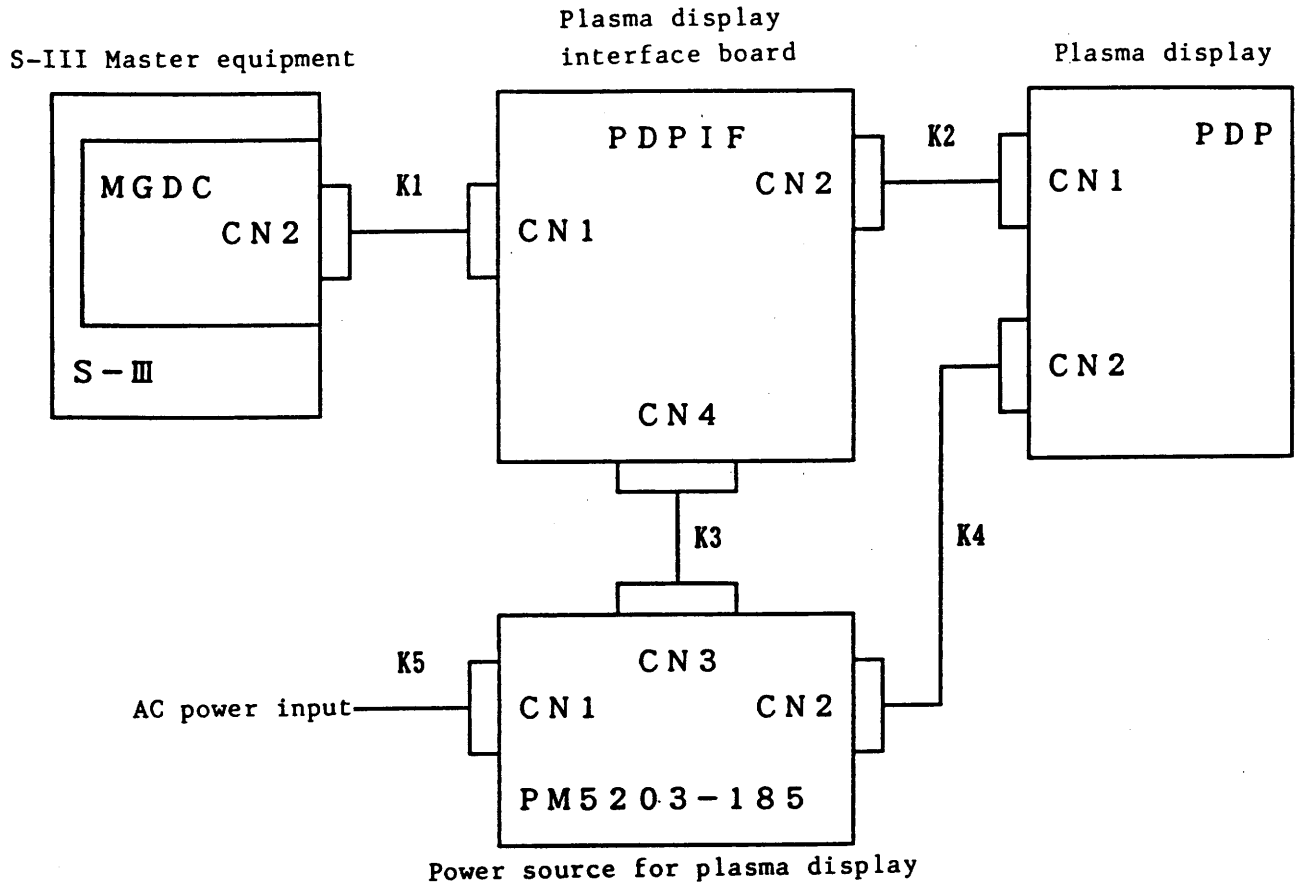 Plasma display
interface board
S-III Master equipment
Plasma display
MGDC
CN2
S-Ⅲ
K1
PDPIF
CN2
CN1
CN4
K2
PDP
CN1
CN2
K3
K4
K5
AC power input
CN3
CN1
CN2
PM5203-185
Power source for plasma display